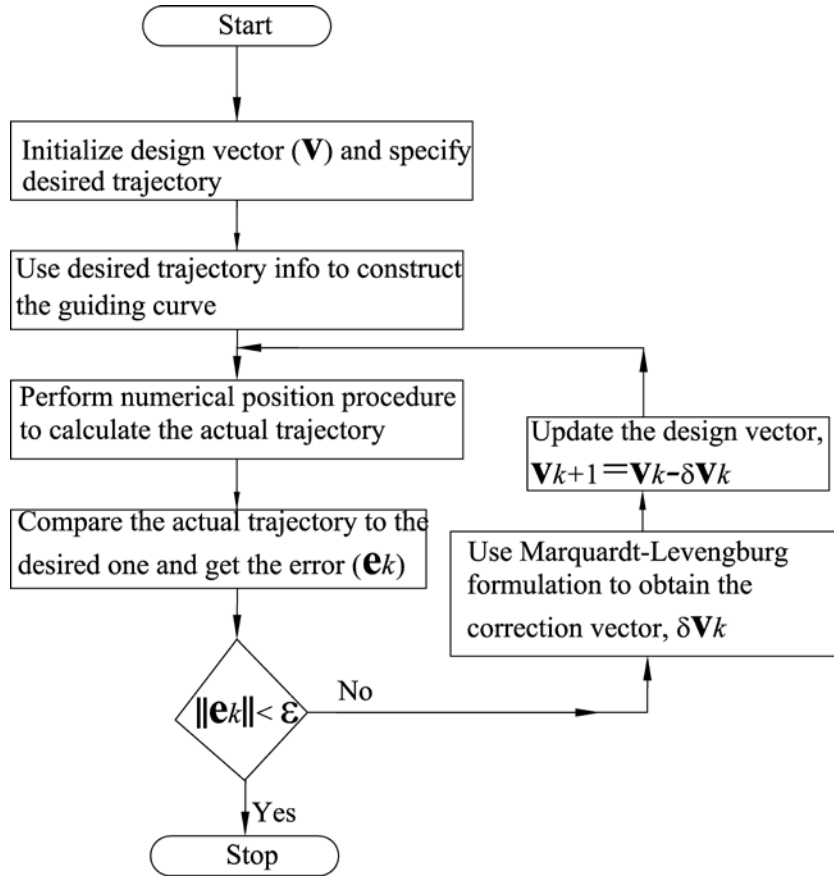 Start
Initialize design vector (v) and specify
desired trajectory
Use desired trajectory info to construct
the guiding curve
Perform numerical position procedure
to calculate the actual trajectory
Compare the actual trajectory to the
desired one and get the error (ek)
||ek||< ε
No
Yes
Stop
Use Marquardt-Levengburg
formulation to obtain the
correction vector, δvk
Update the design vector,
vk+1=vk-δvk